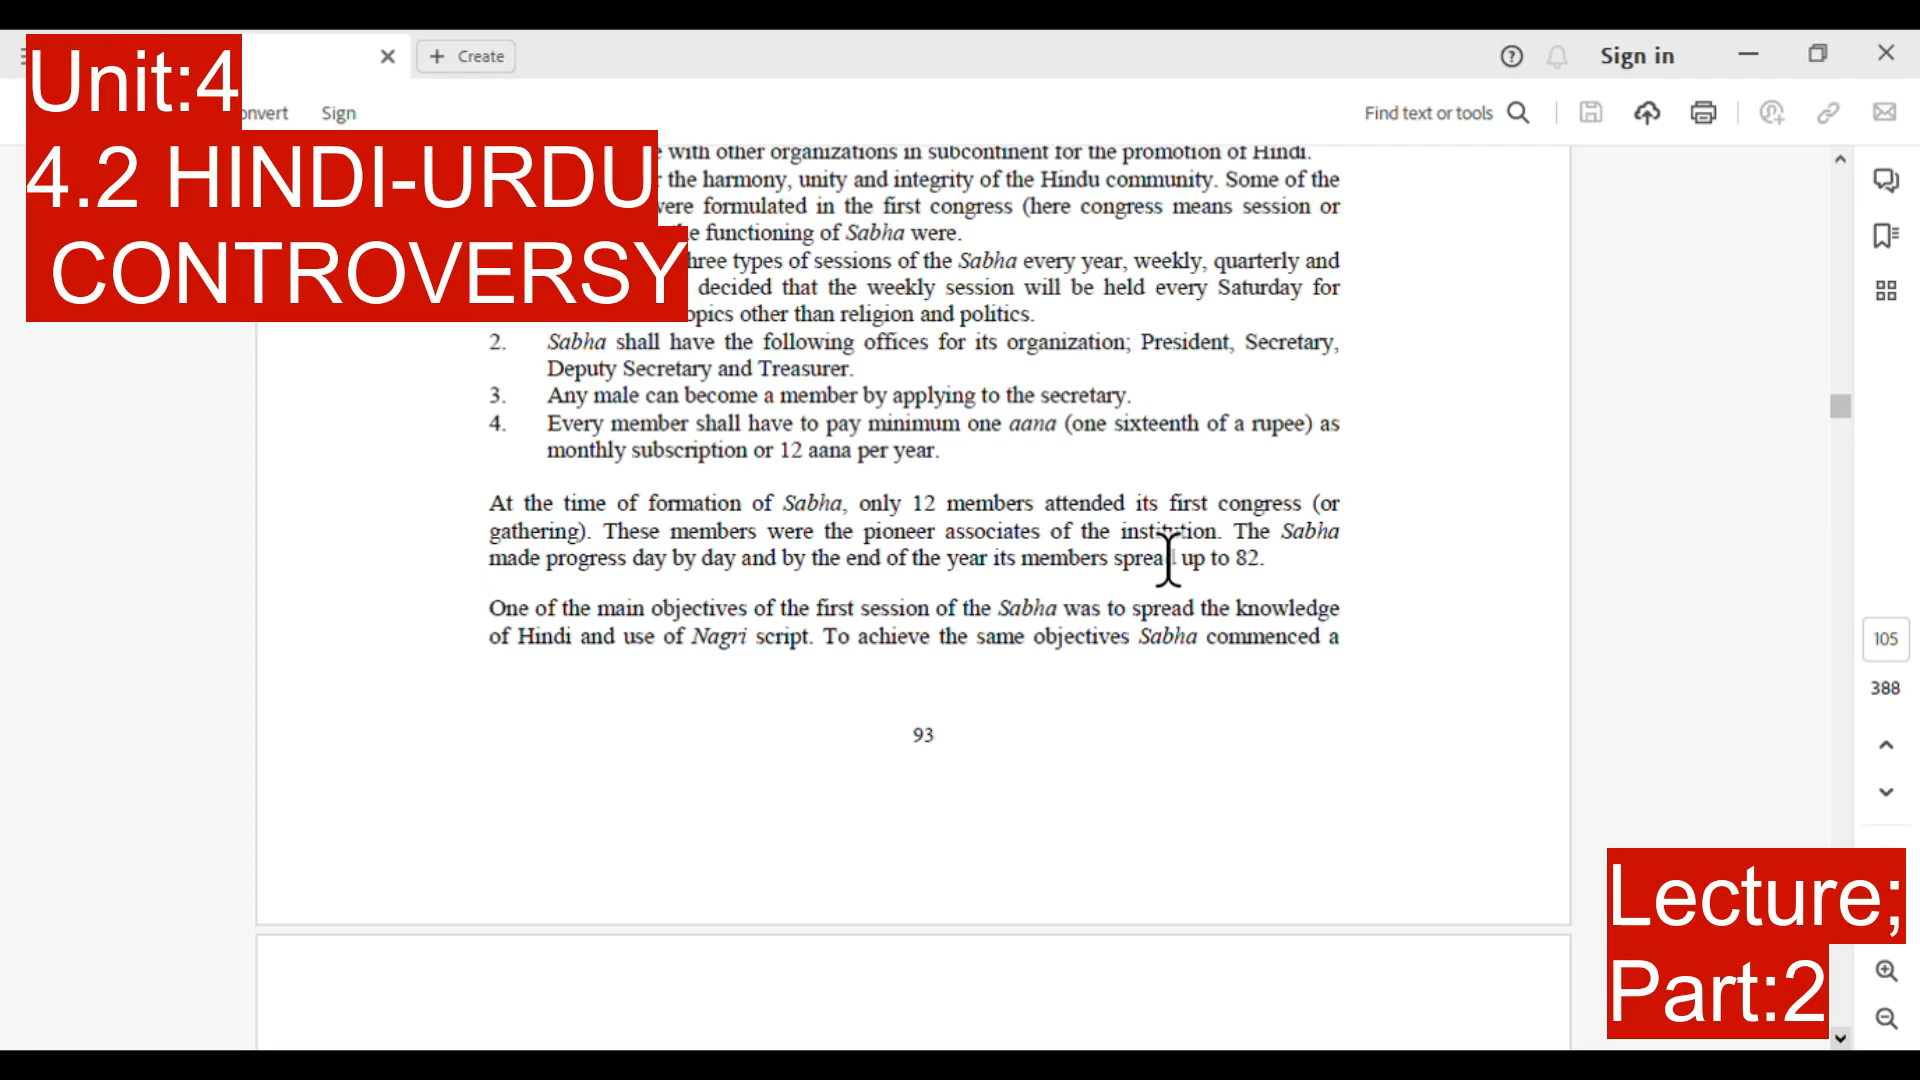 Unit:4
4.2 HINDI-URDU
CONTROVERSY
Create
Sign in
Sign
Find text or tools
with other organizations in subcontinent for the promotion of Hindi.
the harmony, unity and integrity of the Hindu community. Some of the
were formulated in the first congress (here congress means session or
functioning of Sabha were.
three types of sessions of the Sabha every year, weekly, quarterly and
decided that the weekly session will be held every Saturday for
topics other than religion and politics.
2. Sabha shall have the following offices for its organization; President, Secretary,
Deputy Secretary and Treasurer.
3. Any male can become a member by applying to the secretary.
4. Every member shall have to pay minimum one aana (one sixteenth of a rupee) as
monthly subscription or 12 aana per year.
At the time of formation of Sabha, only 12 members attended its first congress (or
gathering). These members were the pioneer associates of the institution. The Sabha
made progress day by day and by the end of the year its members spread up to 82.
One of the main objectives of the first session of the Sabha was to spread the knowledge
of Hindi and use of Nagri script. To achieve the same objectives Sabha commenced a
93
105
388
Lecture;
Part:2